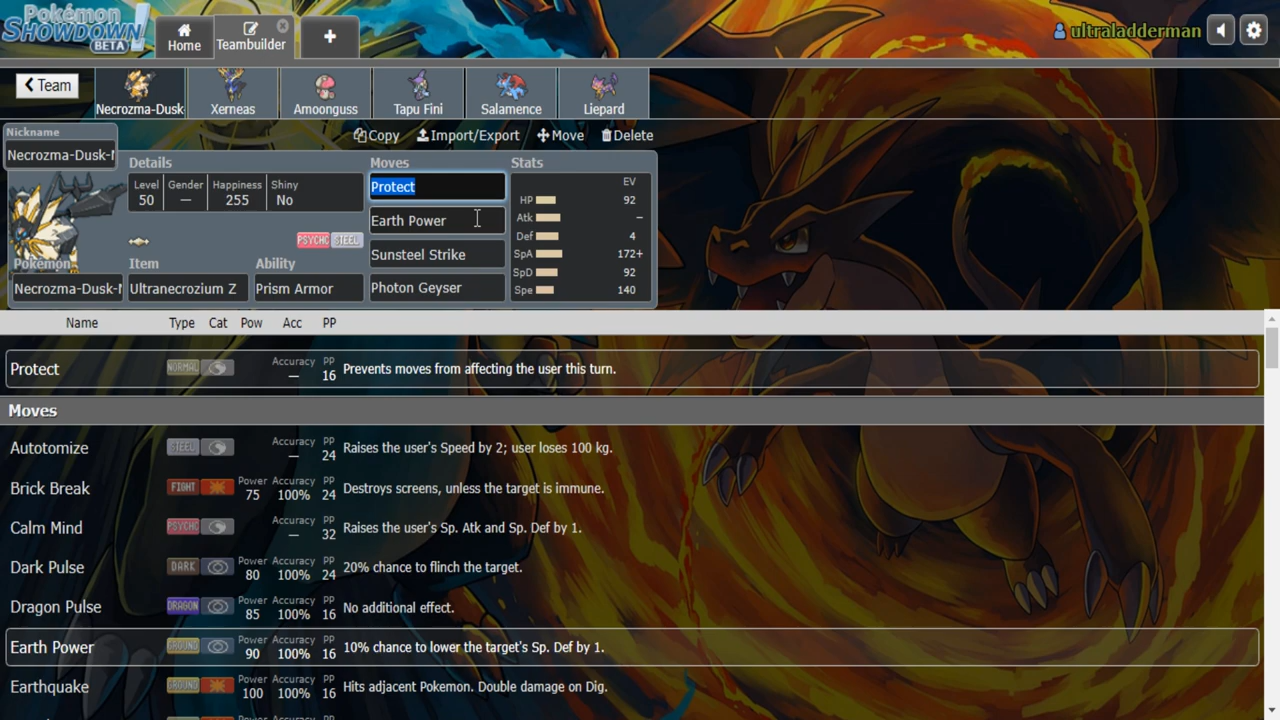 Pokémon
SHOWDOWN!
BETA
Home
Teambuilder
+
ultraladderman
Team
Necrozma-Dusk
Xerneas
Amoonguss
Tapu Fini
Salamence
Liepard
Nickname
Necrozma-Dusk-
Copy Import/Export Move Delete
Details
Moves
Stats
Level Gender Happiness Shiny
50 — 255 No
PSYCHC STEEL
Pokémon Item Ability
Necrozma-Dusk- Ultranecrozium Z Prism Armor
Protect
Earth Power
Sunsteel Strike
Photon Geyser
EV
HP 92
Atk –
Def 4
SpA 172+
SpD 92
Spe 140
Name Type Cat Pow Acc PP
Protect NORMAL Accuracy — PP 16 Prevents moves from affecting the user this turn.
Moves
Autotomize STEEL Accuracy — PP 24 Raises the user's Speed by 2; user loses 100 kg.
Brick Break FIGHT Power 75 Accuracy 100% PP 24 Destroys screens, unless the target is immune.
Calm Mind PSYCHC Accuracy — PP 32 Raises the user's Sp. Atk and Sp. Def by 1.
Dark Pulse DARK Power 80 Accuracy 100% PP 24 20% chance to flinch the target.
Dragon Pulse DRAGON Power 85 Accuracy 100% PP 16 No additional effect.
Earth Power GROUND Power 90 Accuracy 100% PP 16 10% chance to lower the target's Sp. Def by 1.
Earthquake GROUND Power 100 Accuracy 100% PP 16 Hits adjacent Pokemon. Double damage on Dig.
Power Accuracy PP